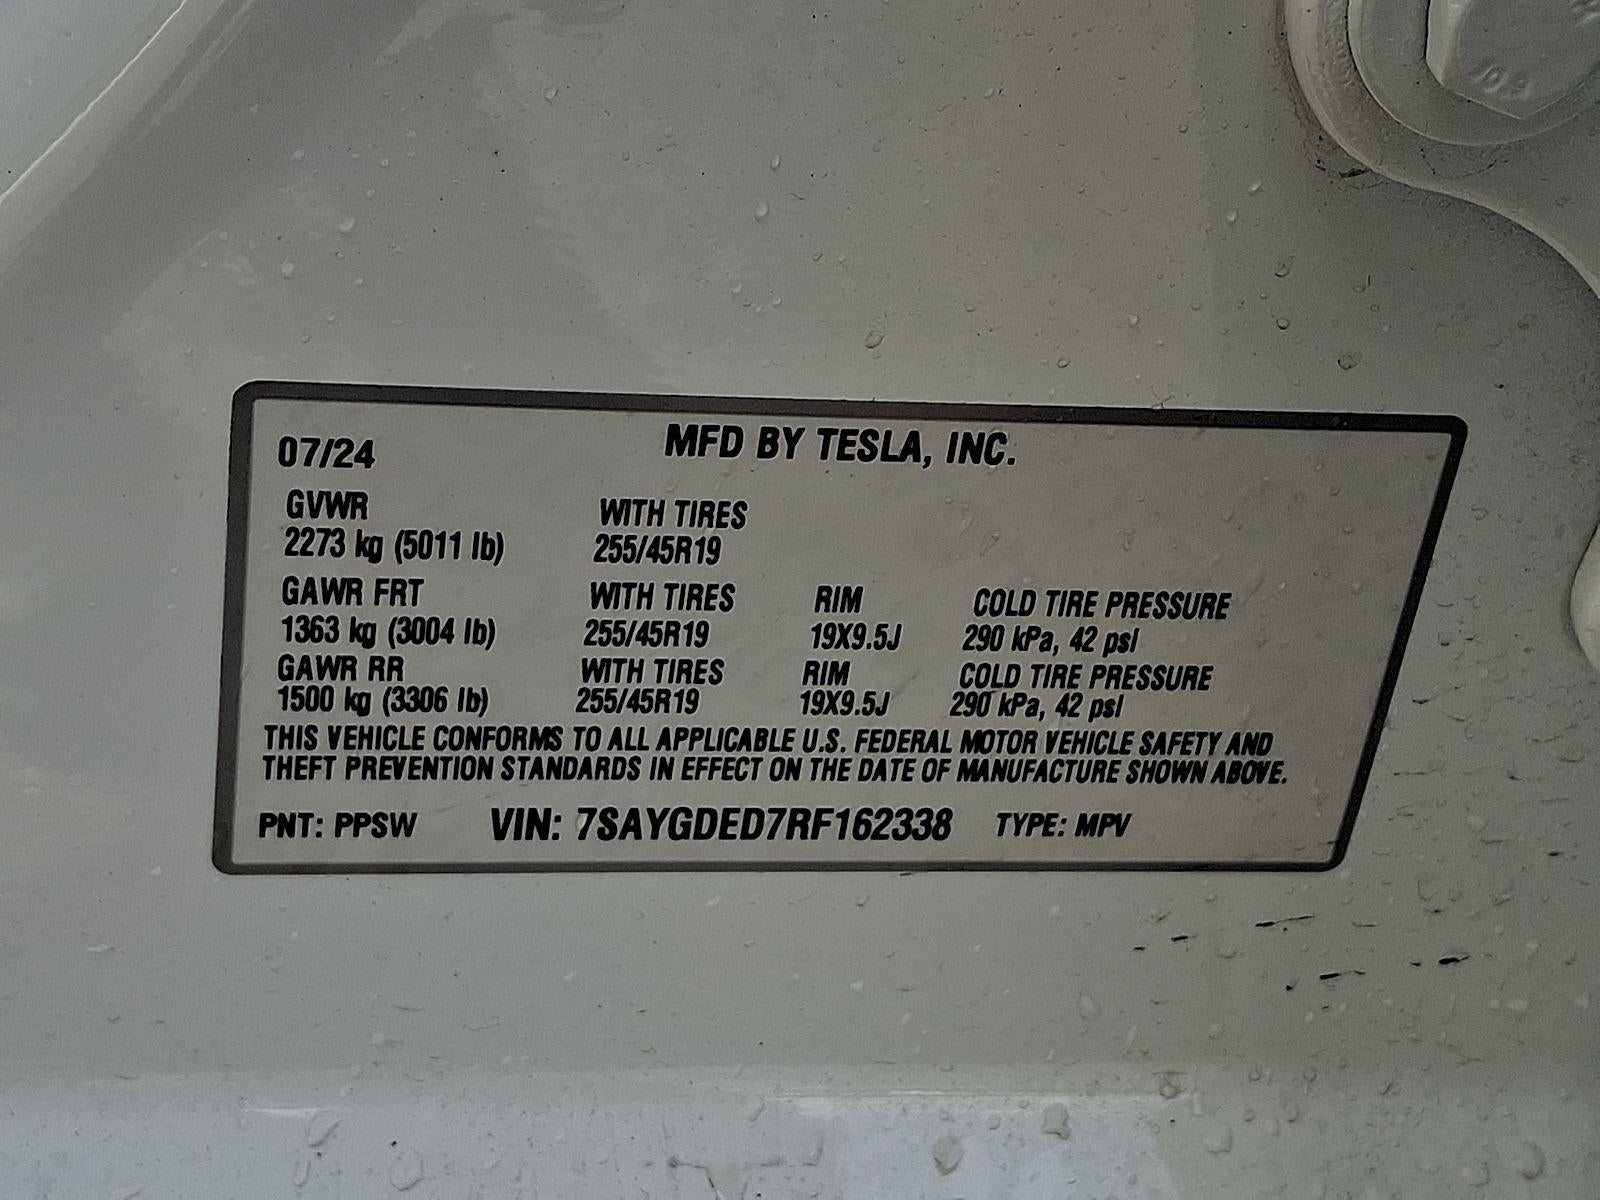 07/24 MFD BY TESLA, INC.
GVWR WITH TIRES
2273 kg (5011 lb) 255/45R19
GAWR FRT WITH TIRES RIM COLD TIRE PRESSURE
1363 kg (3004 lb) 255/45R19 19X9.5J 290 kPa, 42 psi
GAWR RR WITH TIRES RIM COLD TIRE PRESSURE
1500 kg (3306 lb) 255/45R19 19X9.5J 290 kPa, 42 psi
THIS VEHICLE CONFORMS TO ALL APPLICABLE U.S. FEDERAL MOTOR VEHICLE SAFETY AND
THEFT PREVENTION STANDARDS IN EFFECT ON THE DATE OF MANUFACTURE SHOWN ABOVE.
PNT: PPSW VIN: 7SAYGDED7RF162338 TYPE: MPV